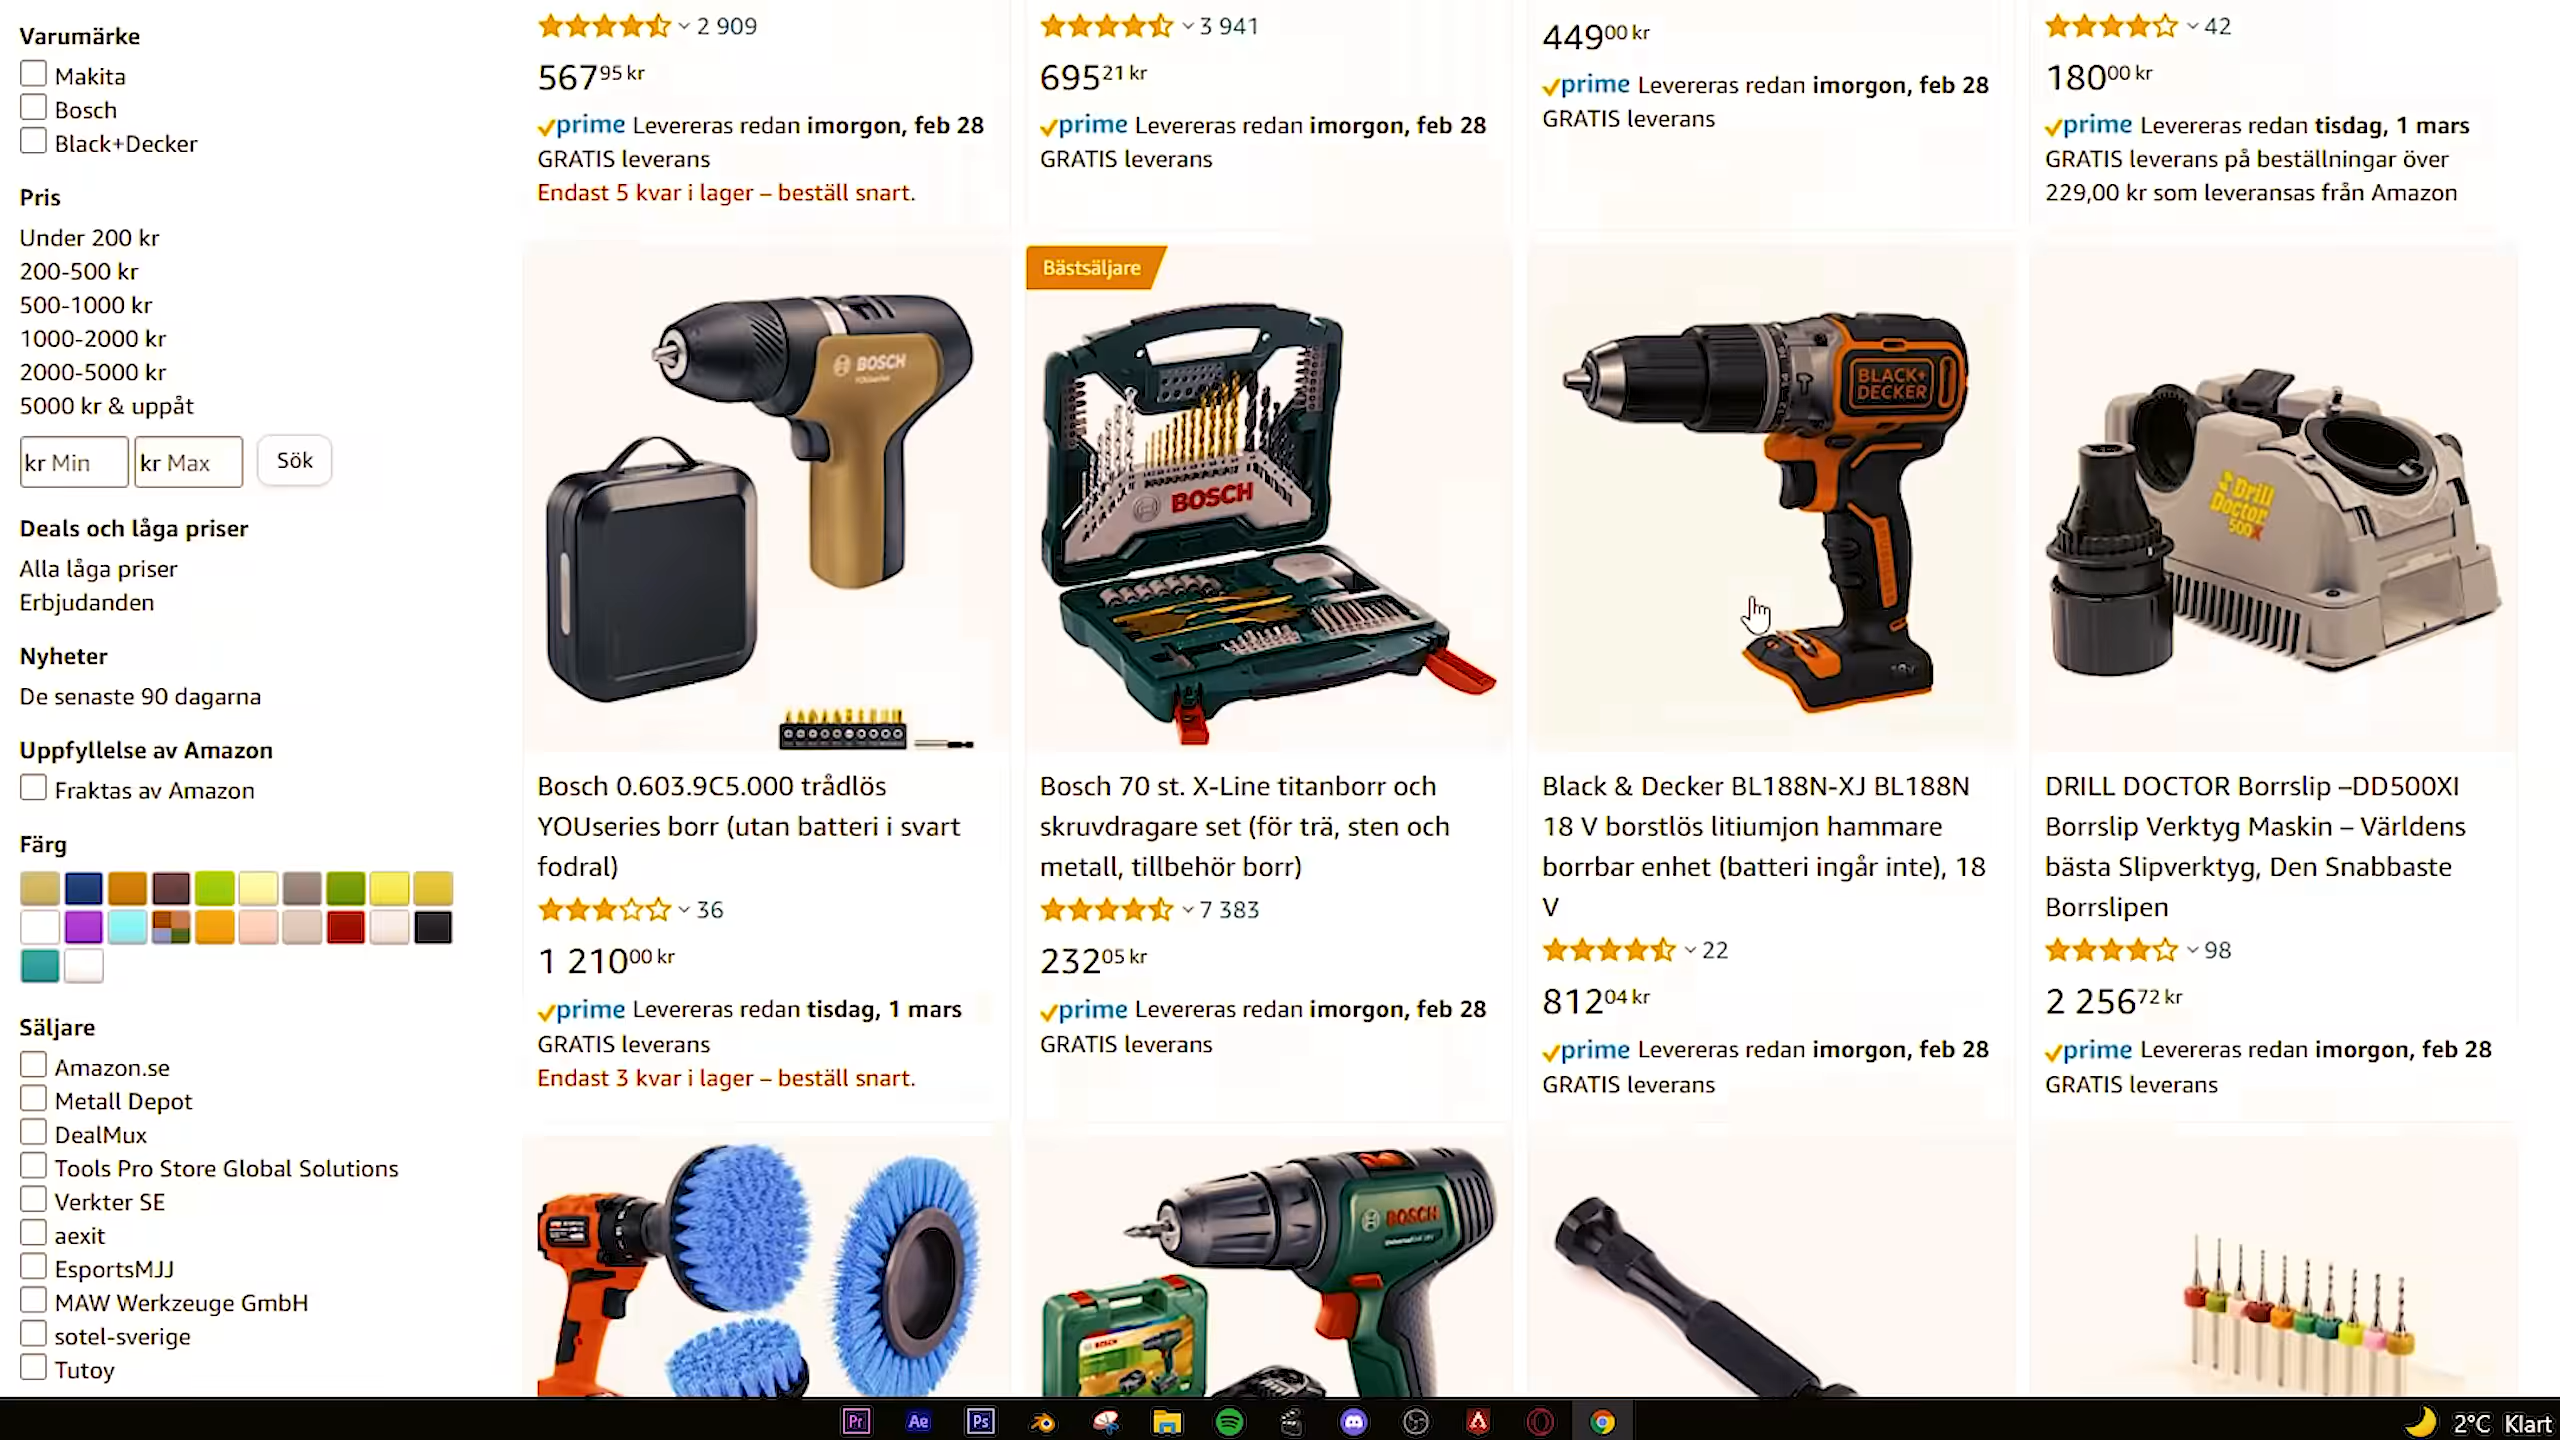 Varumärke
Makita
Bosch
Black+Decker
Pris
Under 200 kr
200-500 kr
500-1000 kr
1000-2000 kr
2000-5000 kr
5000 kr & uppåt
kr Min
kr Max
Sök
Deals och låga priser
Alla låga priser
Erbjudanden
Nyheter
De senaste 90 dagarna
Uppfyllelse av Amazon
Fraktas av Amazon
Färg
Säljare
Amazon.se
Metall Depot
DealMux
Tools Pro Store Global Solutions
Verkter SE
aexit
EsportsMJJ
MAW Werkzeuge GmbH
sotel-sverige
Tutoy
2 909
567 95 kr
prime Levereras redan imorgon, feb 28
GRATIS leverans
Endast 5 kvar i lager – beställ snart.
3 941
695 21 kr
prime Levereras redan imorgon, feb 28
GRATIS leverans
449 00 kr
prime Levereras redan imorgon, feb 28
GRATIS leverans
42
180 00 kr
prime Levereras redan tisdag, 1 mars
GRATIS leverans på beställningar över
229,00 kr som leveransas från Amazon
BOSCH
YOUseries
Bosch 0.603.9C5.000 trådlös
YOUseries borr (utan batteri i svart
fodral)
36
1 210 00 kr
prime Levereras redan tisdag, 1 mars
GRATIS leverans
Endast 3 kvar i lager – beställ snart.
Bästsäljare
BOSCH
Bosch 70 st. X-Line titanborr och
skruvdragare set (för trä, sten och
metall, tillbehör borr)
7 383
232 05 kr
prime Levereras redan imorgon, feb 28
GRATIS leverans
BLACK+
DECKER
BRUSHLESS
18V
Black & Decker BL188N-XJ BL188N
18 V borstlös litiumjon hammare
borrbar enhet (batteri ingår inte), 18
V
22
812 04 kr
prime Levereras redan imorgon, feb 28
GRATIS leverans
Drill
Doctor
500X
DRILL DOCTOR Borrslip –DD500XI
Borrslip Verktyg Maskin – Världens
bästa Slipverktyg, Den Snabbaste
Borrslipen
98
2 256 72 kr
prime Levereras redan imorgon, feb 28
GRATIS leverans
BOSCH
Pr
Ae
Ps
2°C Klart